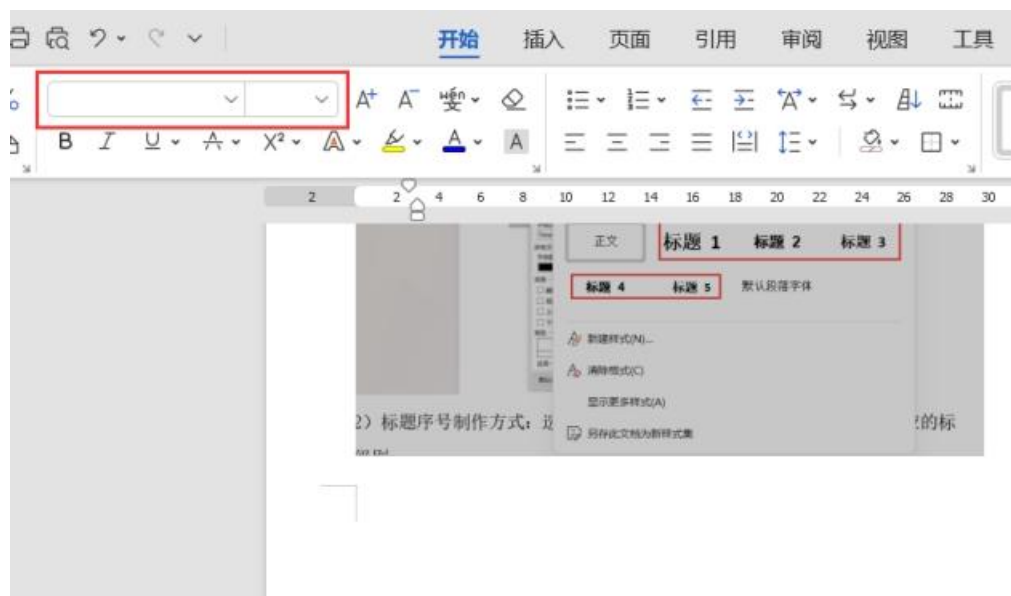 开始 插入 页面 引用 审阅 视图 工具
A+ A- wén
B I U A X² A A A
2 2 4 6 8 10 12 14 16 18 20 22 24 26 28 30
正文 标题 1 标题 2 标题 3
标题 4 标题 5 默认段落字体
新建样式(N)...
清除格式(C)
显示更多样式(A)
2）标题序号制作方式： 的标
另存此文档为新样式集